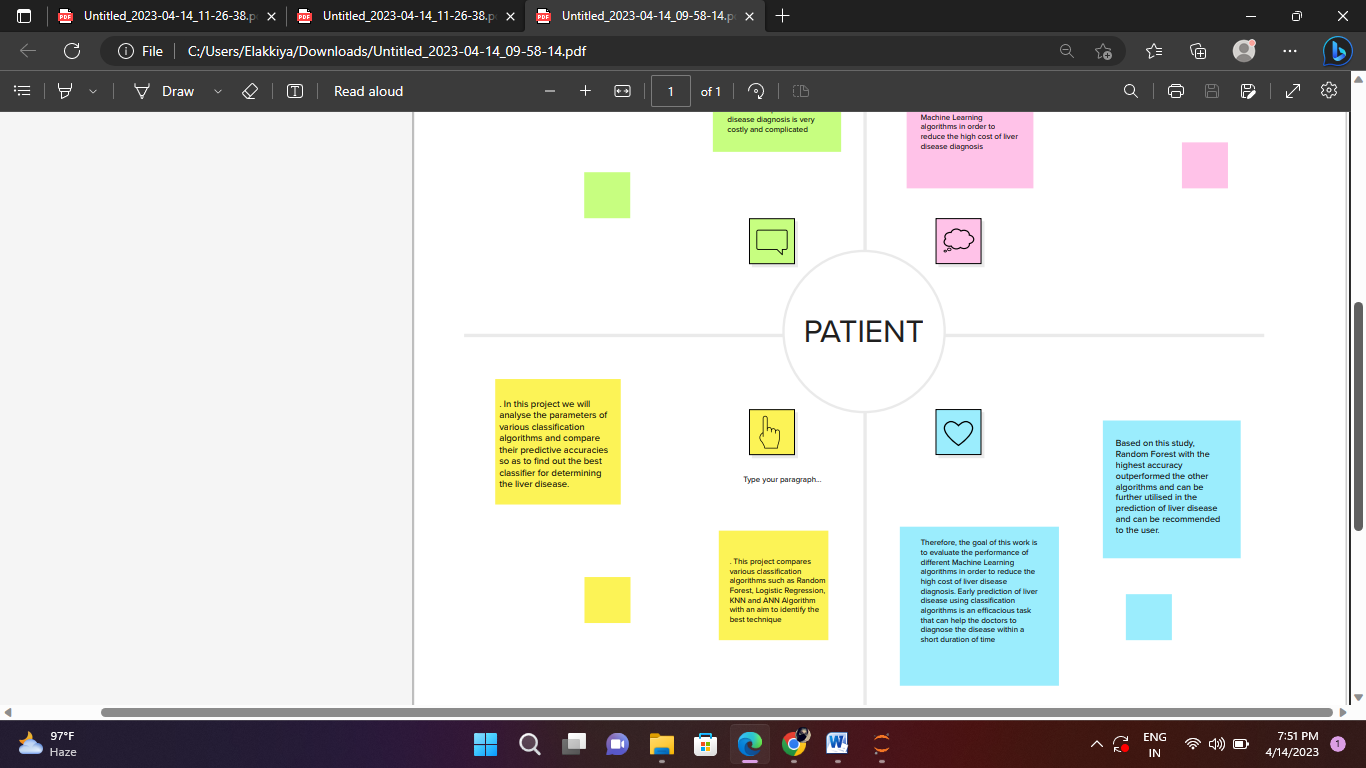 Untitled_2023-04-14_11-26-38.p
Untitled_2023-04-14_11-26-38.p
Untitled_2023-04-14_09-58-14.p
File
C:/Users/Elakkiya/Downloads/Untitled_2023-04-14_09-58-14.pdf
Draw
Read aloud
1
of 1
disease diagnosis is very
costly and complicated
Machine Learning
algorithms in order to
reduce the high cost of liver
disease diagnosis
PATIENT
. In this project we will
analyse the parameters of
various classification
algorithms and compare
their predictive accuracies
so as to find out the best
classifier for determining
the liver disease.
Type your paragraph...
. This project compares
various classification
algorithms such as Random
Forest, Logistic Regression,
KNN and ANN Algorithm
with an aim to identify the
best technique
Therefore, the goal of this work is
to evaluate the performance of
different Machine Learning
algorithms in order to reduce the
high cost of liver disease
diagnosis. Early prediction of liver
disease using classification
algorithms is an efficacious task
that can help the doctors to
diagnose the disease within a
short duration of time
Based on this study,
Random Forest with the
highest accuracy
outperformed the other
algorithms and can be
further utilised in the
prediction of liver disease
and can be recommended
to the user.
97°F
Haze
ENG
IN
7:51 PM
4/14/2023
1